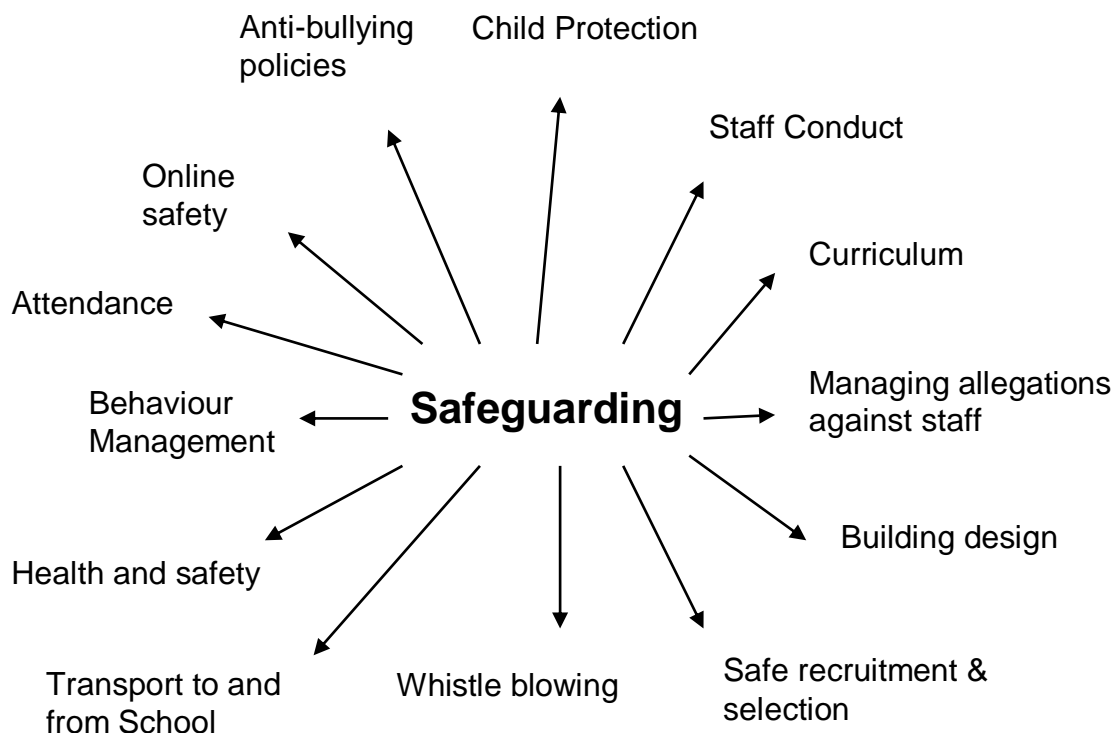 Anti-bullying
policies
Child Protection
Staff Conduct
Online
safety
Curriculum
Attendance
Managing allegations
against staff
Behaviour
Management
Safeguarding
Building design
Health and safety
Safe recruitment &
selection
Whistle blowing
Transport to and
from School